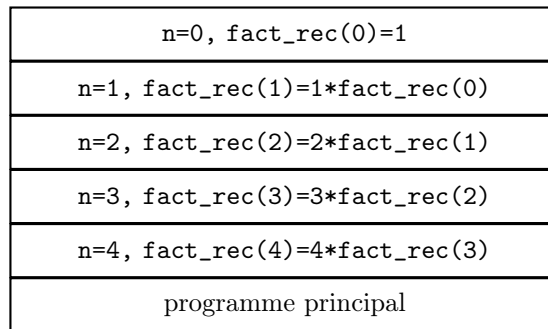 n=0, fact_rec(0)=1
n=1, fact_rec(1)=1*fact_rec(0)
n=2, fact_rec(2)=2*fact_rec(1)
n=3, fact_rec(3)=3*fact_rec(2)
n=4, fact_rec(4)=4*fact_rec(3)
programme principal